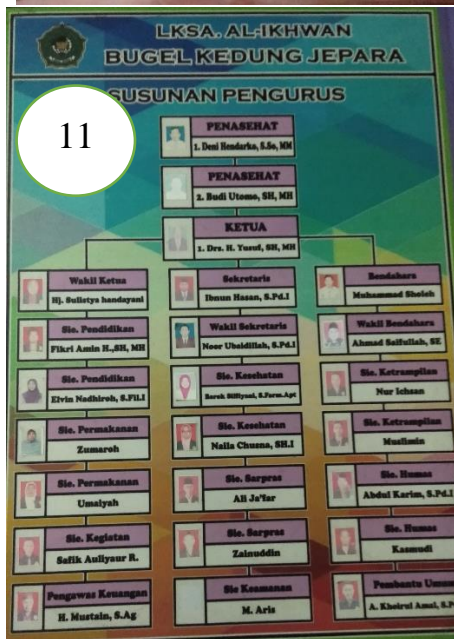 LKSA. AL-IKHWAN
BUGEL KEDUNG JEPARA
SUSUNAN PENGURUS
11
PENASEHAT
1. Deni Hendarko, S.So, MM
PENASEHAT
2. Budi Utomo, SH, MH
KETUA
1. Drs. H. Yusuf, SH, MH
Wakil Ketua
Hj. Sulistya handayani
Sie. Pendidikan
Fikri Amin H.,SH, MH
Sie. Pendidikan
Elvin Nadhiroh, S.Fil.I
Sie. Permakanan
Zumaroh
Sie. Permakanan
Umaiyah
Sie. Kegiatan
Safik Auliyaur R.
Pengawas Keuangan
H. Mustain, S.Ag
Sekretaris
Ibnun Hasan, S.Pd.I
Wakil Sekretaris
Noor Ubaidillah, S.Pd.I
Sie. Kesehatan
S.Farm.Apt
Sie. Kesehatan
Naila Chusna, SH.I
Sie. Sarpras
Ali Ja'far
Sie. Sarpras
Zainuddin
Sie Keamanan
M. Aris
Bendahara
Muhammad Sholeh
Wakil Bendahara
Ahmad Saifullah, SE
Sie. Ketrampilan
Nur Ichsan
Sie. Ketrampilan
Muslimin
Sie. Humas
Abdul Karim, S.Pd.I
Sie. Humas
Kasmudi
Pembantu Umum
A. Khoirul Amal, S.P